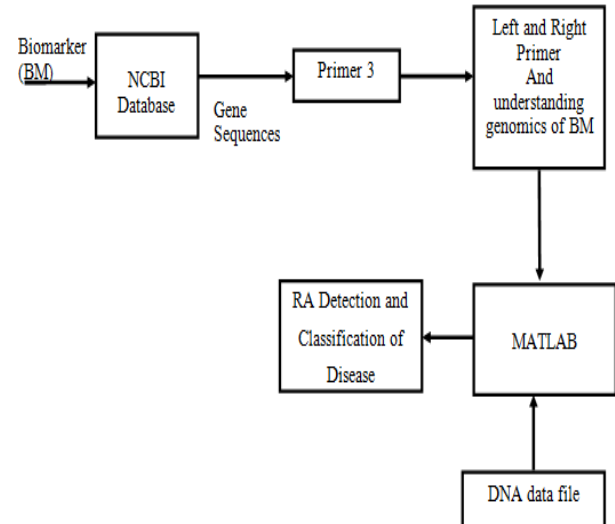 Biomarker
(BM)
NCBI
Database
Gene
Sequences
Primer 3
Left and Right
Primer
And
understanding
genomics of BM
RA Detection and
Classification of
Disease
MATLAB
DNA data file